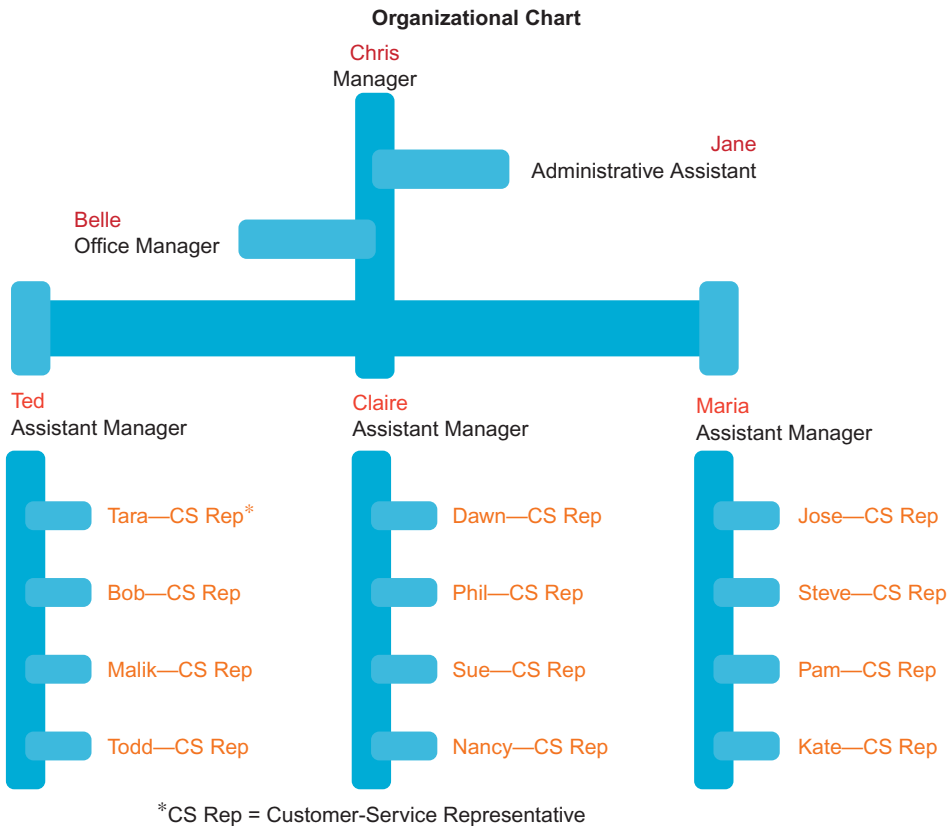 Organizational Chart
Chris
Manager
Jane
Administrative Assistant
Belle
Office Manager
Ted
Assistant Manager
Claire
Assistant Manager
Maria
Assistant Manager
Tara—CS Rep*
Bob—CS Rep
Malik—CS Rep
Todd—CS Rep
Dawn—CS Rep
Phil—CS Rep
Sue—CS Rep
Nancy—CS Rep
Jose—CS Rep
Steve—CS Rep
Pam—CS Rep
Kate—CS Rep
*CS Rep = Customer-Service Representative